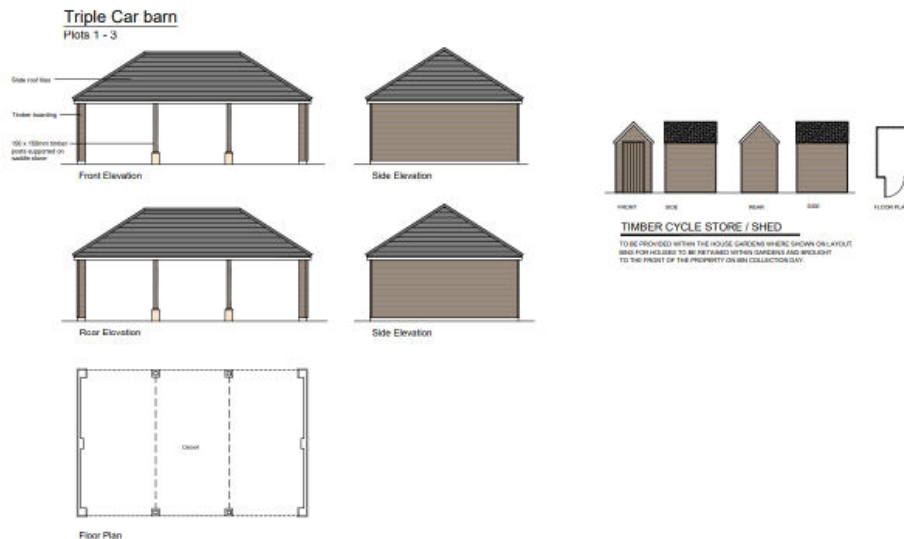 Triple Car barn
Plots 1 - 3
Slate roof tiles
Timber boarding
150 x 150mm timber
posts supported on
saddle stone
Front Elevation
Side Elevation
Rear Elevation
Side Elevation
Carport
Floor Plan
FRONT
SIDE
REAR
SIDE
FLOOR PLA
TIMBER CYCLE STORE / SHED
TO BE PROVIDED WITHIN THE HOUSE GARDENS WHERE SHOWN ON LAYOUT.
BINS FOR HOUSES TO BE RETAINED WITHIN GARDENS AND BROUGHT
TO THE FRONT OF THE PROPERTY ON BIN COLLECTION DAY.